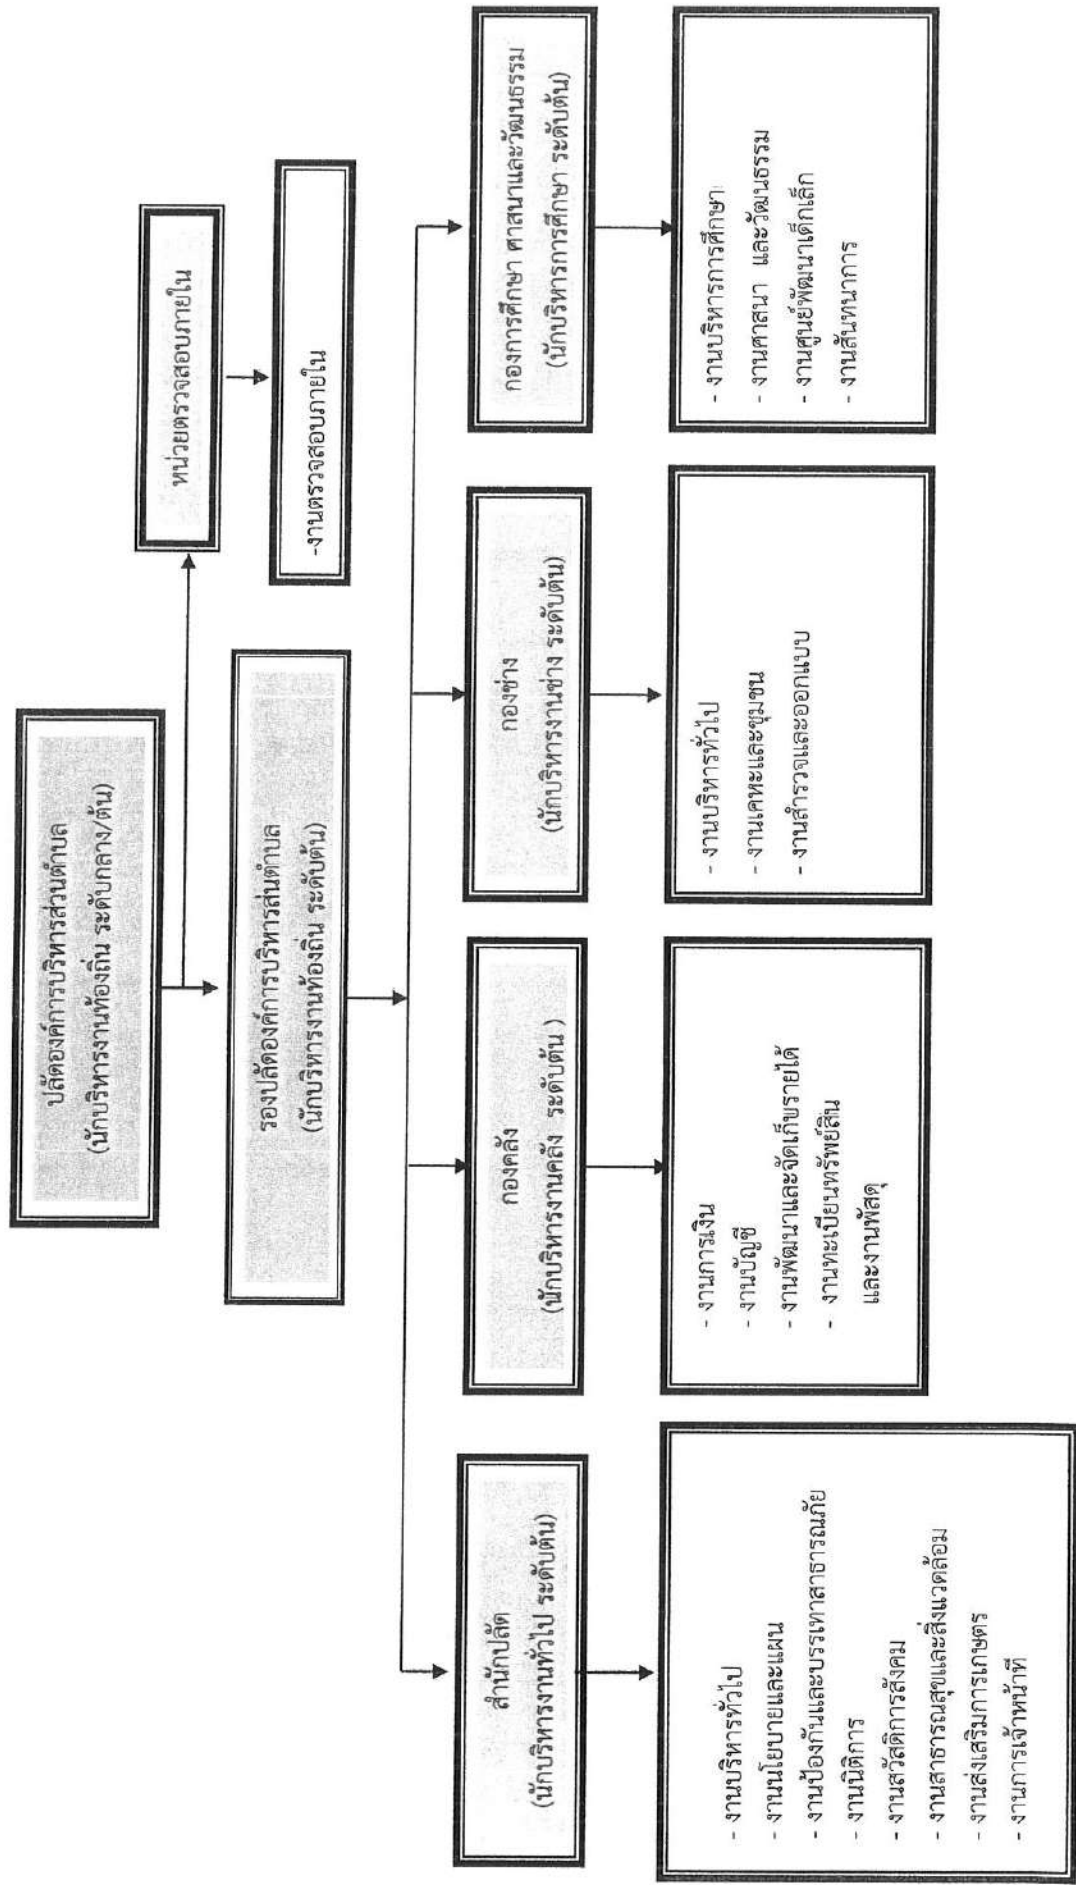 ปลัดองค์การบริหารส่วนตำบล
(นักบริหารงานท้องถิ่น ระดับกลาง/ต้น)
หน่วยตรวจสอบภายใน
-งานตรวจสอบภายใน
รองปลัดองค์การบริหารส่นตำบล
(นักบริหารงานท้องถิ่น ระดับต้น)
สำนักปลัด
(นักบริหารงานทั่วไป ระดับต้น)
กองคลัง
(นักบริหารงานคลัง ระดับต้น )
กองช่าง
(นักบริหารงานช่าง ระดับต้น)
กองการศึกษา ศาสนาและวัฒนธรรม
(นักบริหารการศึกษา ระดับต้น)
- งานบริหารทั่วไป
- งานนโยบายและแผน
- งานป้องกันและบรรเทาสาธารณภัย
- งานนิติการ
- งานสวัสดิการสังคม
- งานสาธารณสุขและสิ่งแวดล้อม
- งานส่งเสริมการเกษตร
- งานการเจ้าหน้าที่
- งานการเงิน
- งานบัญชี
- งานพัฒนาและจัดเก็บรายได้
- งานทะเบียนทรัพย์สิน
และงานพัสดุ
- งานบริหารทั่วไป
- งานเคหะและชุมชน
- งานสำรวจและออกแบบ
- งานบริหารการศึกษา
- งานศาสนา และวัฒนธรรม
- งานศูนย์พัฒนาเด็กเล็ก
- งานสันทนาการ